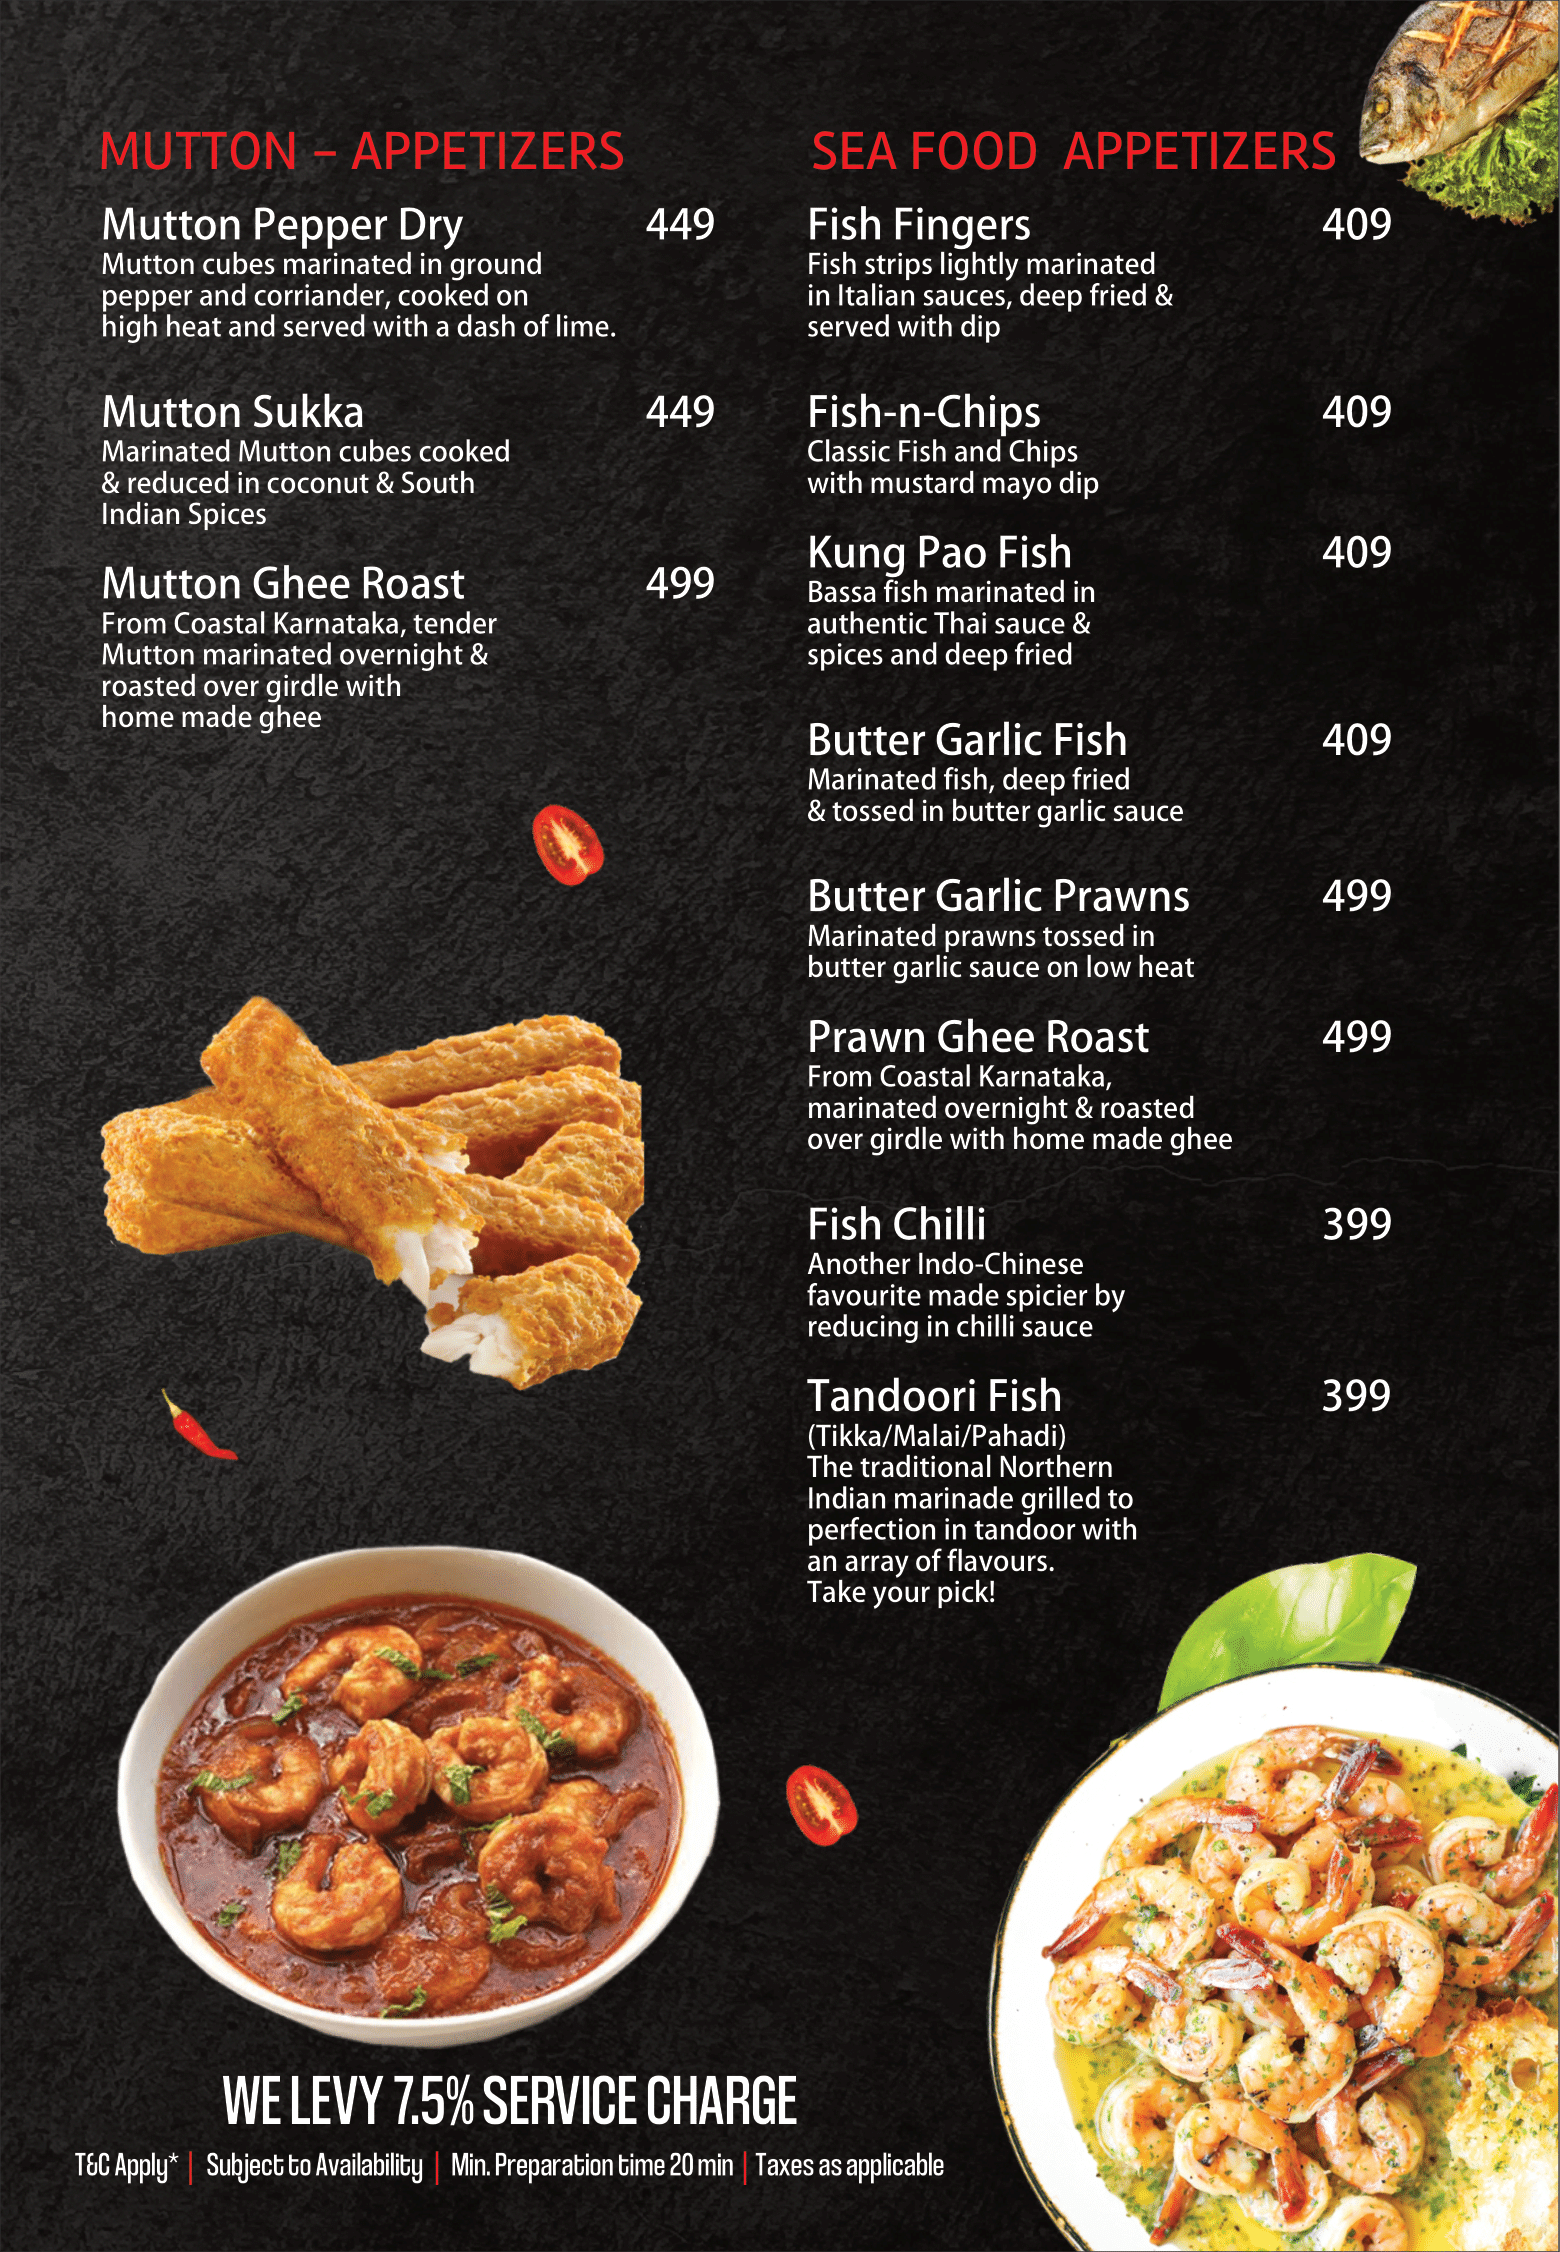 MUTTON – APPETIZERS
Mutton Pepper Dry 449
Mutton cubes marinated in ground
pepper and corriander, cooked on
high heat and served with a dash of lime.
Mutton Sukka 449
Marinated Mutton cubes cooked
& reduced in coconut & South
Indian Spices
Mutton Ghee Roast 499
From Coastal Karnataka, tender
Mutton marinated overnight &
roasted over girdle with
home made ghee
SEA FOOD APPETIZERS
Fish Fingers 409
Fish strips lightly marinated
in Italian sauces, deep fried &
served with dip
Fish-n-Chips 409
Classic Fish and Chips
with mustard mayo dip
Kung Pao Fish 409
Bassa fish marinated in
authentic Thai sauce &
spices and deep fried
Butter Garlic Fish 409
Marinated fish, deep fried
& tossed in butter garlic sauce
Butter Garlic Prawns 499
Marinated prawns tossed in
butter garlic sauce on low heat
Prawn Ghee Roast 499
From Coastal Karnataka,
marinated overnight & roasted
over girdle with home made ghee
Fish Chilli 399
Another Indo-Chinese
favourite made spicier by
reducing in chilli sauce
Tandoori Fish 399
(Tikka/Malai/Pahadi)
The traditional Northern
Indian marinade grilled to
perfection in tandoor with
an array of flavours.
Take your pick!
WE LEVY 7.5% SERVICE CHARGE
T&C Apply* | Subject to Availability | Min. Preparation time 20 min | Taxes as applicable